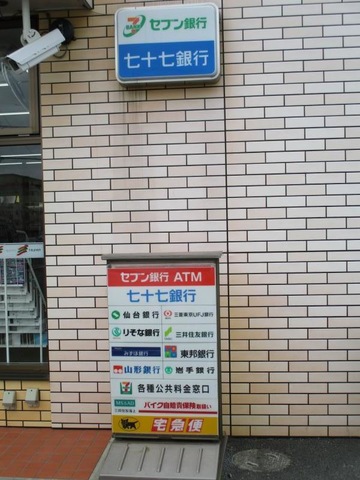 7
BANK
セブン銀行
七十七銀行
セブン銀行 ATM
七十七銀行
仙台銀行 三菱東京UFJ銀行
りそな銀行 三井住友銀行
みずほ銀行 東邦銀行
山形銀行 岩手銀行
各種公共料金窓口
バイク自賠責保険取扱い
宅急便